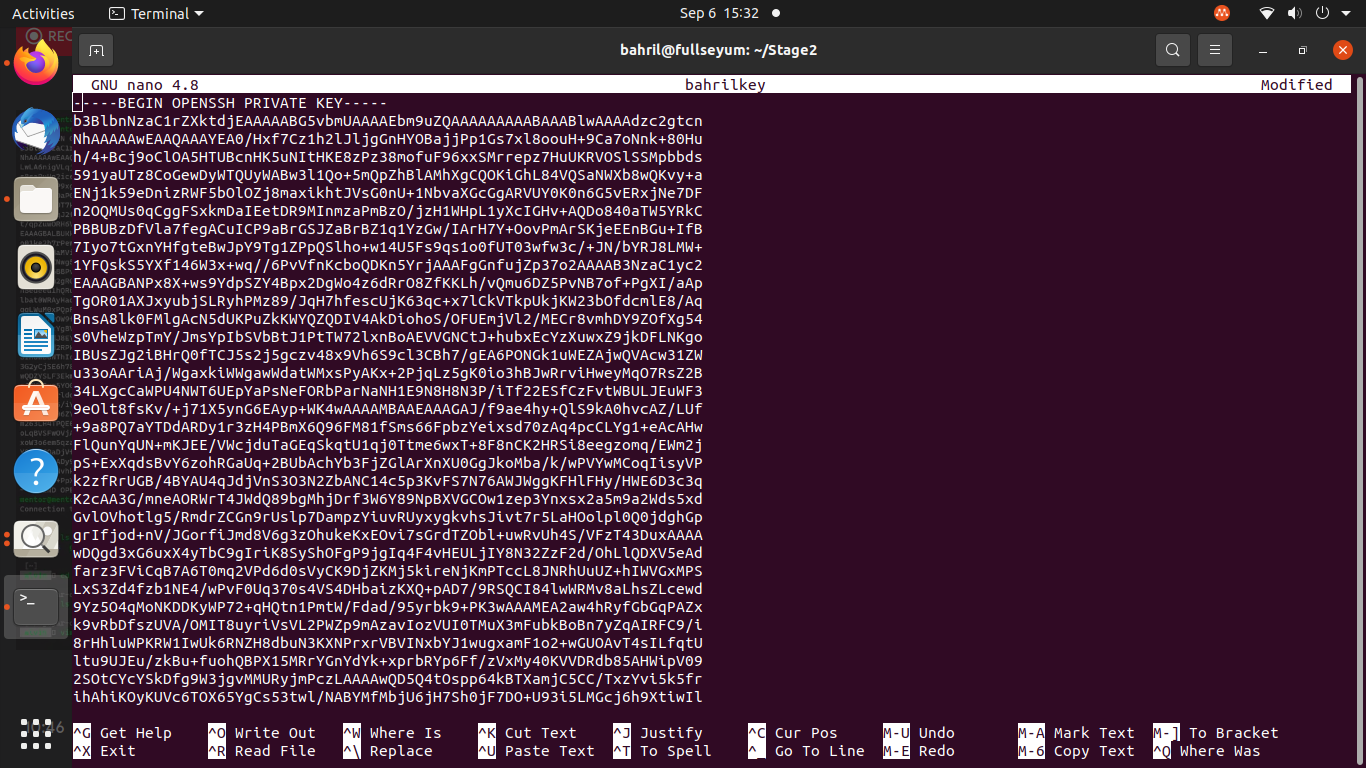 Activities
Terminal
Sep 6 15:32
REC
bahril@fullseyum: ~/Stage2
GNU nano 4.8
bahrilkey
Modified
-----BEGIN OPENSSH PRIVATE KEY-----
b3BlbnNzaC1rZXktdjEAAAAABG5vbmUAAAAEbm9uZQAAAAAAAAABAAABlwAAAAdzc2gtcn
NhAAAAAwEAAQAAAYEA0/Hxf7Cz1h2lJljgGnHYOBajjPp1Gs7xl8oouH+9Ca7oNnk+80Hu
h/4+Bcj9oClOA5HTUBcnHK5uNItHKE8zPz38mofuF96xxSMrrepz7HuUKRVOSlSSMpbbds
591yaUTz8CoGewDyWTQUyWABw3l1Qo+5mQpZhBlAMhXgCQOKiGhL84VQSaNWXb8wQKvy+a
ENj1k59eDnizRWF5bOlOZj8maxikhtJVsG0nU+1NbvaXGcGgARVUY0K0n6G5vERxjNe7DF
n2OQMUs0qCggFSxkmDaIEetDR9MInmzaPmBzO/jzH1WHpL1yXcIGHv+AQDo840aTW5YRkC
PBBUBzDfVla7fegACuICP9aBrGSJZaBrBZ1q1YzGw/IArH7Y+OovPmArSKjeEEnBGu+IfB
7Iyo7tGxnYHfgteBwJpY9Tg1ZPpQSlho+w14U5Fs9qs1o0fUT03wfw3c/+JN/bYRJ8LMW+
1YFQskS5YXf146W3x+wq//6PvVfnKcboQDKn5YrjAAAFgGnfujZp37o2AAAAB3NzaC1yc2
EAAAGBANPx8X+ws9YdpSZY4Bpx2DgWo4z6dRrO8ZfKKLh/vQmu6DZ5PvNB7of+PgXI/aAp
TgOR01AXJxyubjSLRyhPMz89/JqH7hfescUjK63qc+x7lCkVTkpUkjKW23bOfdcmlE8/Aq
BnsA8lk0FMlgAcN5dUKPuZkKWYQZQDIV4AkDiohoS/OFUEmjVl2/MECr8vmhDY9ZOfXg54
s0VheWzpTmY/JmsYpIbSVbBtJ1PtTW72lxnBoAEVVGNCtJ+hubxEcYzXuwxZ9jkDFLNKgo
IBUsZJg2iBHrQ0fTCJ5s2j5gczv48x9Vh6S9cl3CBh7/gEA6PONGk1uWEZAjwQVAcw31ZW
u33oAAriAj/WgaxkiWWgawWdatWMxsPyAKx+2PjqLz5gK0io3hBJwRrviHweyMqO7RsZ2B
34LXgcCaWPU4NWT6UEpYaPsNeFORbParNaNH1E9N8H8N3P/iTf22ESfCzFvtWBULJEuWF3
9eOlt8fsKv/+j71X5ynG6EAyp+WK4wAAAAMBAAEAAAGAJ/f9ae4hy+QlS9kA0hvcAZ/LUf
+9a8PQ7aYTDdARDy1r3zH4PBmX6Q96FM81fSms66FpbzYeixsd70zAq4pcCLYg1+eAcAHw
FlQunYqUN+mKJEE/VWcjduTaGEqSkqtU1qj0Ttme6wxT+8F8nCK2HRSi8eegzomq/EWm2j
pS+ExXqdsBvY6zohRGaUq+2BUbAchYb3FjZGlArXnXU0GgJkoMba/k/wPVYwMCoqIisyVP
k2zfRrUGB/4BYAU4qJdjVnS3O3N2ZbANC14c5p3KvFS7N76AWJWggKFHlFHy/HWE6D3c3q
K2cAA3G/mneAORWrT4JWdQ89bgMhjDrf3W6Y89NpBXVGCOw1zep3Ynxsx2a5m9a2Wds5xd
GvlOVhotlg5/RmdrZCGn9rUslp7DampzYiuvRUyxygkvhsJivt7r5LaHOolpl0Q0jdghGp
grIfjod+nV/JGorfiJmd8V6g3zOhukeKxEOvi7sGrdTZObl+uwRvUh4S/VFzT43DuxAAAA
wDQgd3xG6uxX4yTbC9gIriK8SyShOFgP9jgIq4F4vHEULjIY8N32ZzF2d/OhLlQDXV5eAd
farz3FViCqB7A6T0mq2VPd6d0sVyCK9DjZKMj5kireNjKmPTccL8JNRhUuUZ+hIWVGxMPS
LxS3Zd4fzb1NE4/wPvF0Uq370s4VS4DHbaizKXQ+pAD7/9RSQCI84lwWRMv8aLhsZLcewd
9Yz5O4qMoNKDDKyWP72+qHQtn1PmtW/Fdad/95yrbk9+PK3wAAAMEA2aw4hRyfGbGqPAZx
k9vRbDfszUVA/OMIT8uyriVsVL2PWZp9mAzavIozVUI0TMuX3mFubkBoBn7yZqAIRFC9/i
8rHhluWPKRW1IwUk6RNZH8dbuN3KXNPrxrVBVINxbYJ1wugxamF1o2+wGUOAvT4sILfqtU
ltu9UJEu/zkBu+fuohQBPX15MRrYGnYdYk+xprbRYp6Ff/zVxMy40KVVDRdb85AHWipV09
2SOtCYcYSkDfg9W3jgvMMURyjmPczLAAAAwQD5Q4tOspp64kBTXamjC5CC/TxzYvi5k5fr
ihAhiKOyKUVc6TOX65YgCs53twl/NABYMfMbjU6jH7Sh0jF7DO+U93i5LMGcj6h9XtiwIl
^G Get Help ^O Write Out ^W Where Is ^K Cut Text ^J Justify ^C Cur Pos M-U Undo M-A Mark Text M-] To Bracket
^X Exit ^R Read File ^\ Replace ^U Paste Text ^T To Spell ^_ Go To Line M-E Redo M-6 Copy Text ^Q Where Was